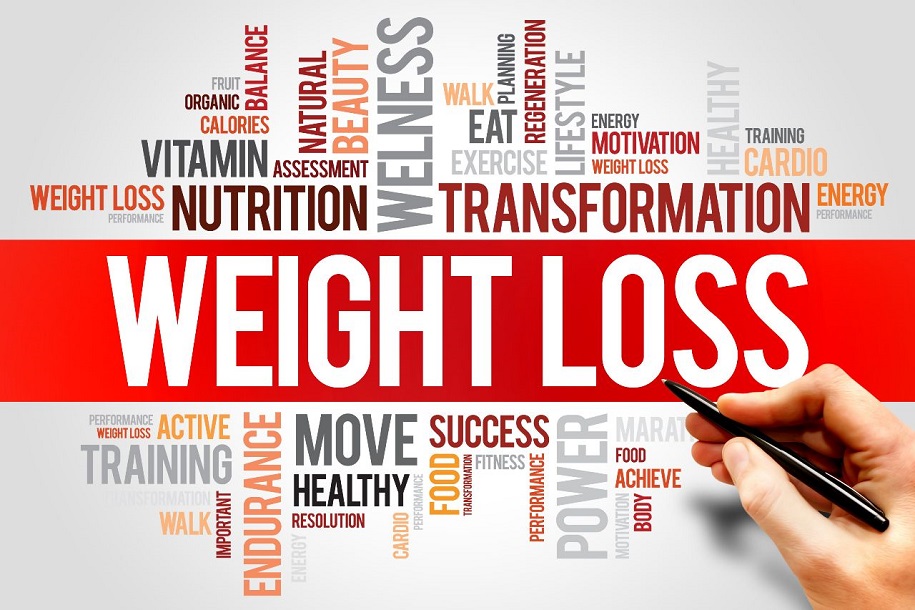 FRUIT
ORGANIC
BALANCE
CALORIES
NATURAL
BEAUTY
WELNESS
VITAMIN
ASSESSMENT
WEIGHT LOSS
PERFORMANCE
NUTRITION
WALK
PLANNING
REGENERATION
EAT
LIFESTYLE
EXERCISE
ENERGY
MOTIVATION
WEIGHT LOSS
HEALTHY
TRAINING
CARDIO
TRANSFORMATION
ENERGY
PERFORMANCE
WEIGHT LOSS
PERFORMANCE
WEIGHT LOSS
ACTIVE
TRAINING
TRANSFORMATION
WALK
IMPORTANT
ENDURANCE
MOVE
HEALTHY
RESOLUTION
ENERGY
SUCCESS
CARDIO
PERFORMANCE
FOOD
TRANSFORMATION
FITNESS
PERFORMANCE
POWER
FOOD
ACHIEVE
MOTIVATION
BODY